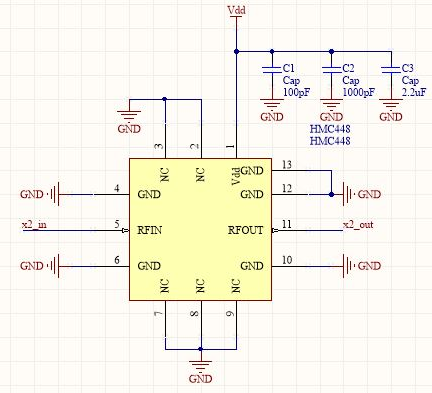 Vdd
C1
Cap
100pF
C2
Cap
1000pF
C3
Cap
2.2uF
GND
GND
GND
GND
HMC448
HMC448
3
2
1
NC
NC
Vdd
GND
13
GND
4
GND
GND
12
GND
x2_in
5
RFIN
RFOUT
11
x2_out
GND
6
GND
GND
10
GND
NC
NC
NC
7
8
9
GND